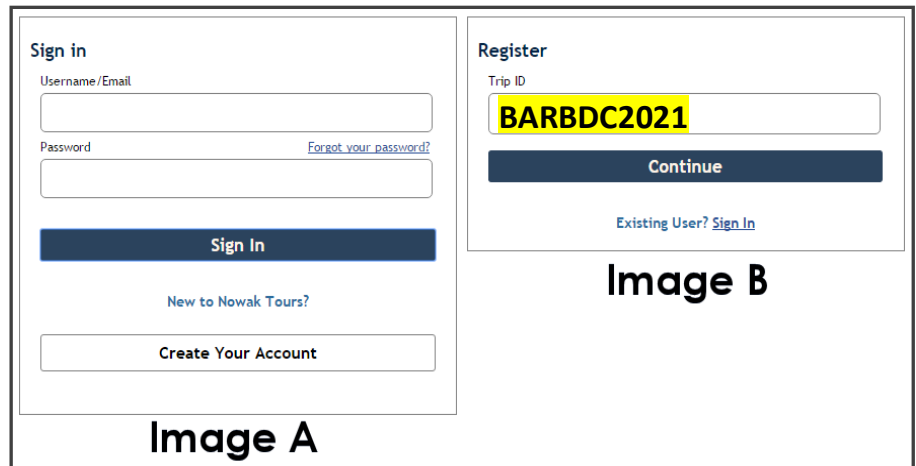 Sign in
Username/Email
Password
Forgot your password?
Sign In
New to Nowak Tours?
Create Your Account
Image A
Register
Trip ID
BARBDC2021
Continue
Existing User? Sign In
Image B